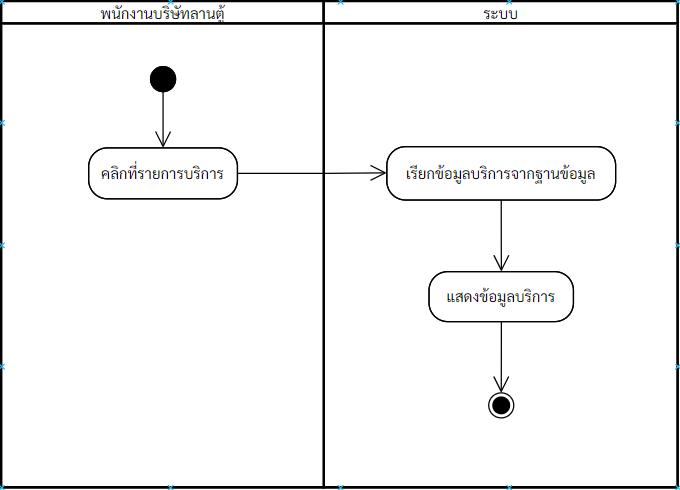 พนักงานบริษัทลานตู้
ระบบ
คลิกที่รายการบริการ
เรียกข้อมูลบริการจากฐานข้อมูล
แสดงข้อมูลบริการ